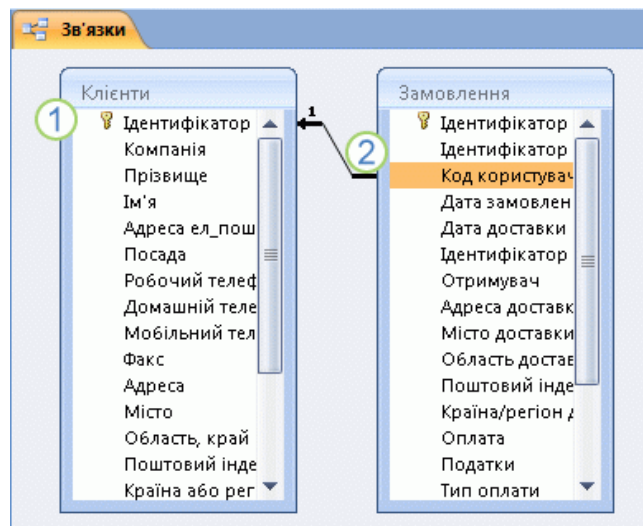 Зв'язки
Клієнти
1
Ідентифікатор
Компанія
Прізвище
Ім'я
Адреса ел_пош
Посада
Робочий телеф
Домашній теле
Мобільний тел
Факс
Адреса
Місто
Область, край
Поштовий інде
Країна або рег
1
2
Замовлення
Ідентифікатор
Ідентифікатор
Код користувач
Дата замовлен
Дата доставки
Ідентифікатор
Отримувач
Адреса доставк
Місто доставки
Область достав
Поштовий інде
Країна/регіон д
Оплата
Податки
Тип оплати